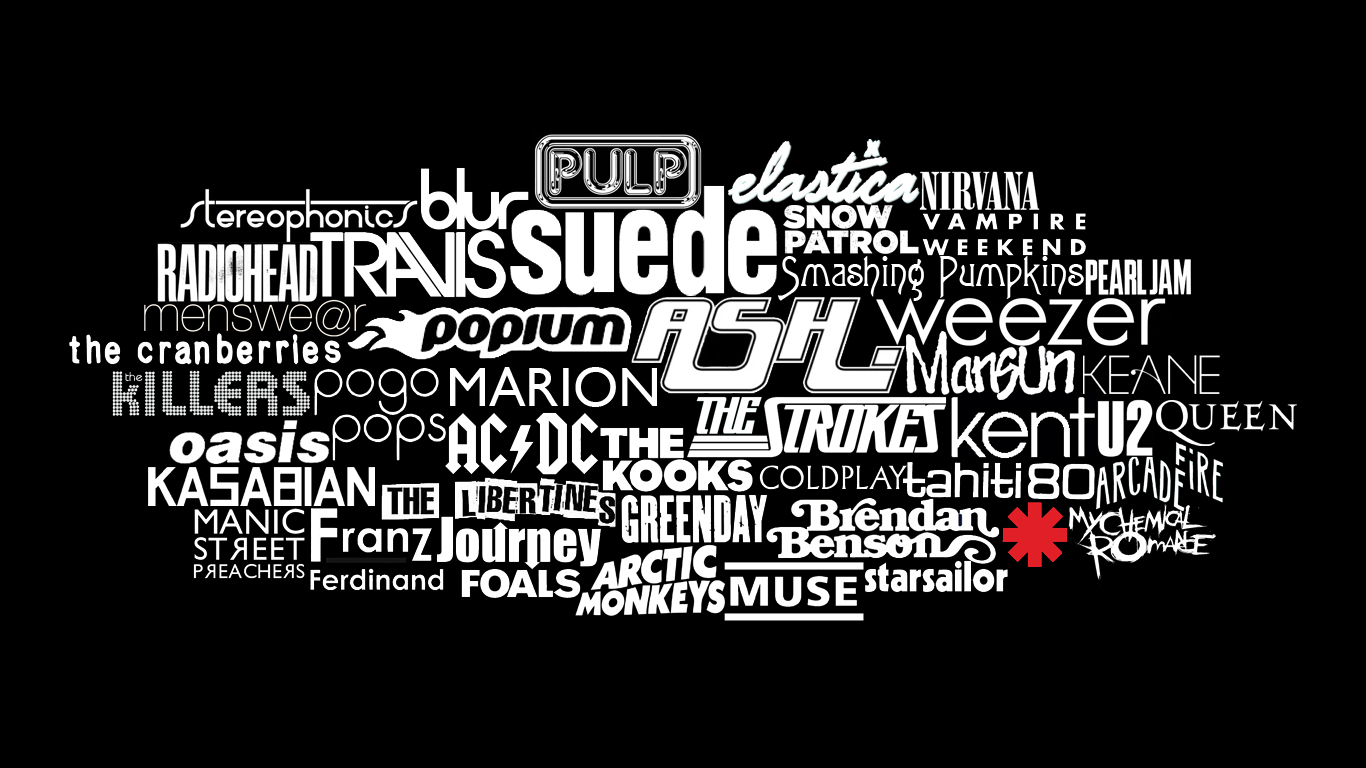 PULP
elastica
NIRVANA
stereophonics
blur
suede
SNOW
PATROL
VAMPIRE
WEEKEND
RADIOHEAD
TRAVIS
Smashing Pumpkins
PEARL JAM
menswe@r
popium
ASH.
weezer
the cranberries
Mansun
KEANE
the
KILLERS
pogo
pops
MARION
THE
STROKES
kent
U2
QUEEN
oasis
AC⚡DC
THE
KOOKS
COLDPLAY
tahiti 80
ARCADE
FIRE
KASABIAN
THE LIBERTINES
GREENDAY
Brendan
Benson
MY CHEMICAL
ROMANCE
MANIC
STЯEET
PЯEACHEЯS
Franz
Ferdinand
Journey
FOALS
ARCTIC
MONKEYS
MUSE
starsailor